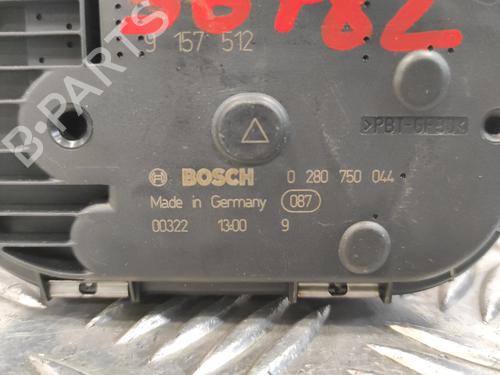 9 157 512
>PBT-GF30<
BOSCH 0 280 750 044
Made in Germany 087
00322 13:00 9
B-PARTS